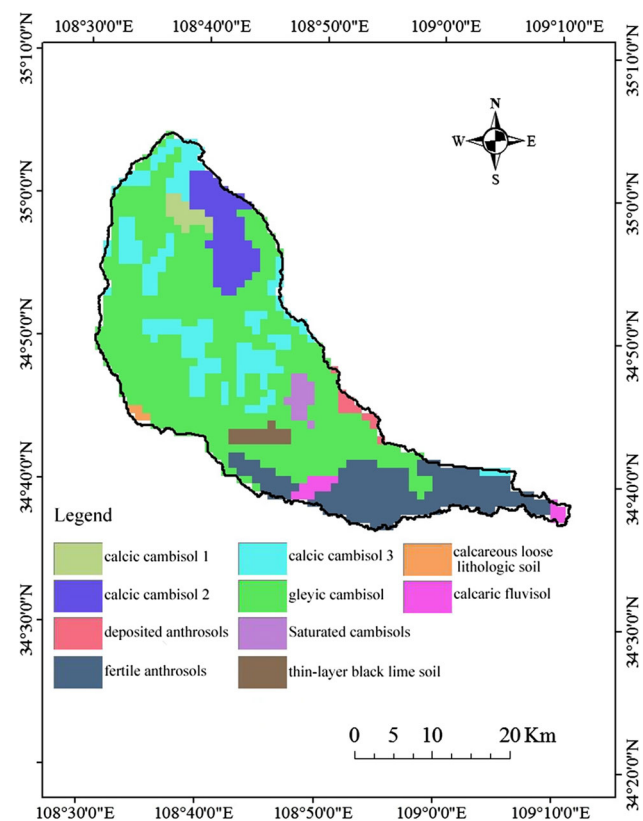 108°30'0"E 108°40'0"E 108°50'0"E 109°0'0"E 109°10'0"E
35°10'0"N
35°10'0"N
N
W E
S
35°0'0"N
35°0'0"N
34°50'0"N
34°50'0"N
34°40'0"N
34°40'0"N
Legend
calcic cambisol 1
calcic cambisol 3
calcareous loose
lithologic soil
calcic cambisol 2
gleyic cambisol
calcaric fluvisol
deposited anthrosols
Saturated cambisols
fertile anthrosols
thin-layer black lime soil
34°30'0"N
34°30'0"N
0 5 10 20 Km
34°20'0"N
108°30'0"E 108°40'0"E 108°50'0"E 109°0'0"E 109°10'0"E